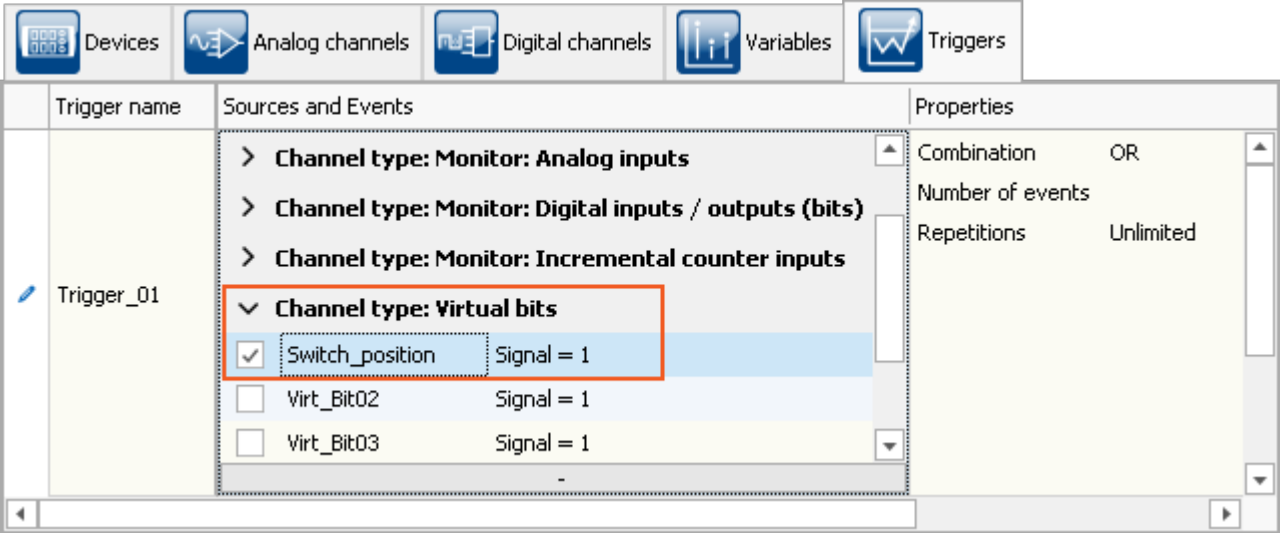 Devices Analog channels Digital channels Variables Triggers
Trigger name Sources and Events Properties
Channel type: Monitor: Analog inputs
Channel type: Monitor: Digital inputs / outputs (bits)
Channel type: Monitor: Incremental counter inputs
Trigger_01
Channel type: Virtual bits
Switch_position Signal = 1
Virt_Bit02 Signal = 1
Virt_Bit03 Signal = 1
-
Combination OR
Number of events
Repetitions Unlimited